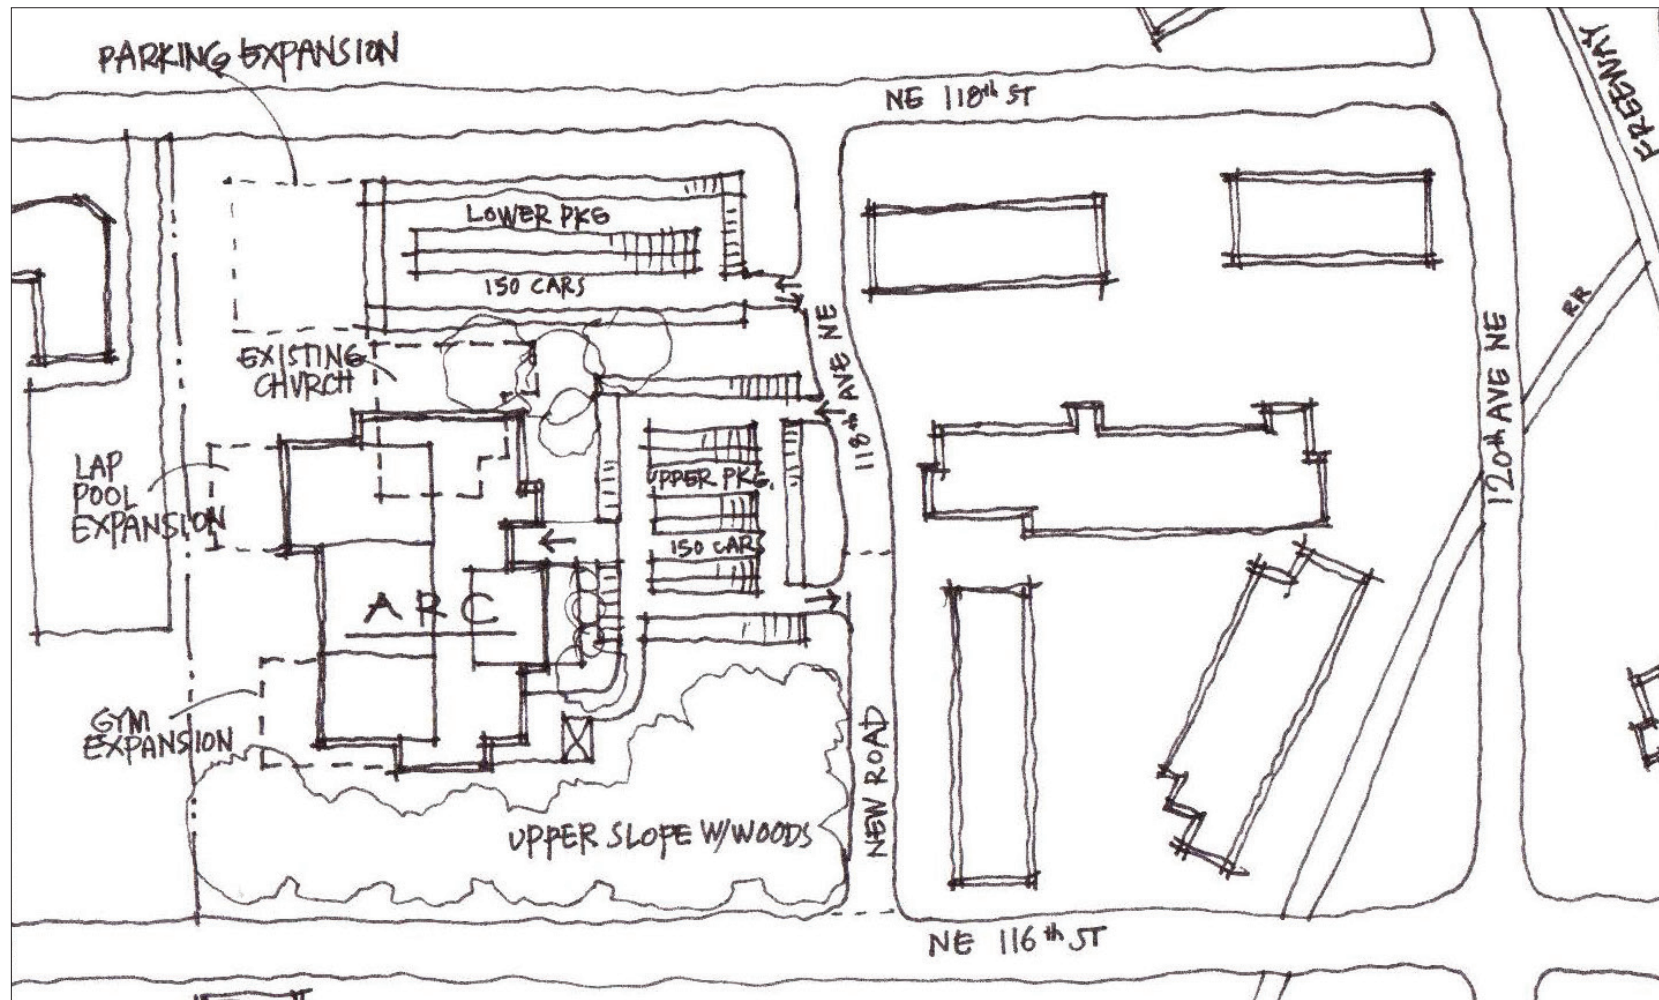 PARKING EXPANSION
NE 118th ST
FREEWAY
LOWER PKG
150 CARS
RR
EXISTING
CHURCH
118th AVE NE
120th AVE NE
LAP
POOL
EXPANSION
UPPER PKG.
150 CARS
ARC
GYM
EXPANSION
NEW ROAD
UPPER SLOPE W/WOODS
NE 116th ST